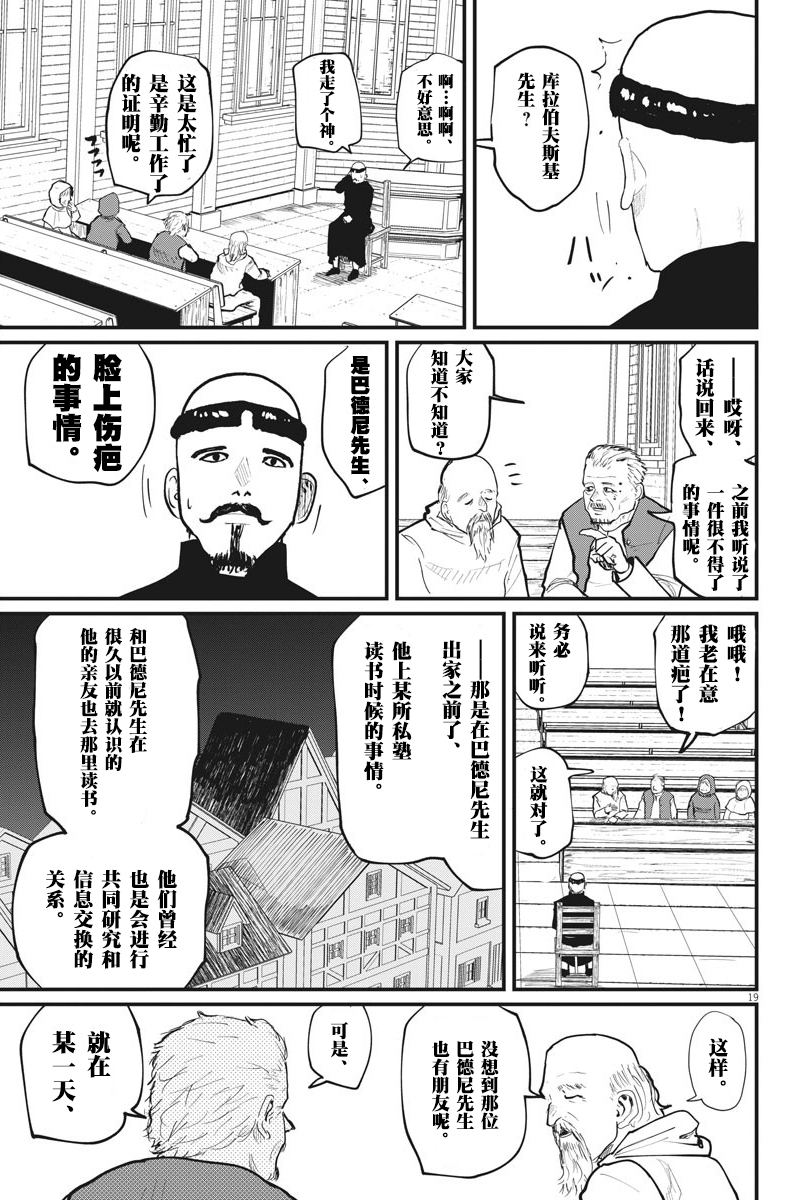 库拉伯夫斯基
先生？
啊…啊啊、
不好意思。
我走了个神。
这是太忙了
是辛勤工作了
的证明呢。
——哎呀、
话说回来、
之前我听说了
一件很不得了
的事情呢。
大家
知道不知道？
是巴德尼先生、
脸上伤疤
的事情。
哦哦！
我老在意
那道疤了！
务必
说来听听。
这就对了。
——那是在巴德尼先生
出家之前了、
他上某所私塾
读书时候的事情。
和巴德尼先生在
很久以前就认识的
他的亲友也去那里读书。
他们曾经
也是会进行
共同研究和
信息交换的
关系。
19
这样。
没想到那位
巴德尼先生
也有朋友呢。
可是、
就在
某一天、